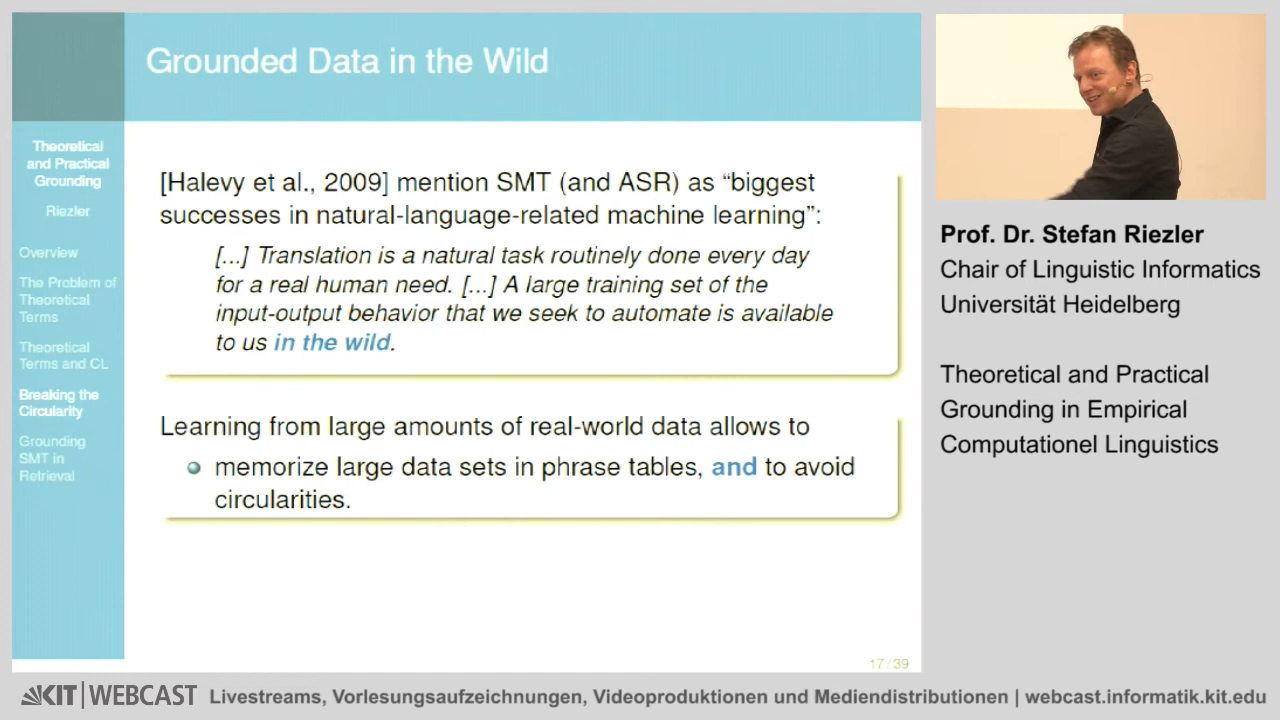 Grounded Data in the Wild
Theoretical
and Practical
Grounding
Riezler
Overview
The Problem of
Theoretical
Terms
Theoretical
Terms and CL
Breaking the
Circularity
Grounding
SMT in
Retrieval
[Halevy et al., 2009] mention SMT (and ASR) as “biggest
successes in natural-language-related machine learning”:
[...] Translation is a natural task routinely done every day
for a real human need. [...] A large training set of the
input-output behavior that we seek to automate is available
to us in the wild.
Learning from large amounts of real-world data allows to
memorize large data sets in phrase tables, and to avoid
circularities.
17/39
Prof. Dr. Stefan Riezler
Chair of Linguistic Informatics
Universität Heidelberg
Theoretical and Practical
Grounding in Empirical
Computationel Linguistics
KIT | WEBCAST Livestreams, Vorlesungsaufzeichnungen, Videoproduktionen und Mediendistributionen | webcast.informatik.kit.edu